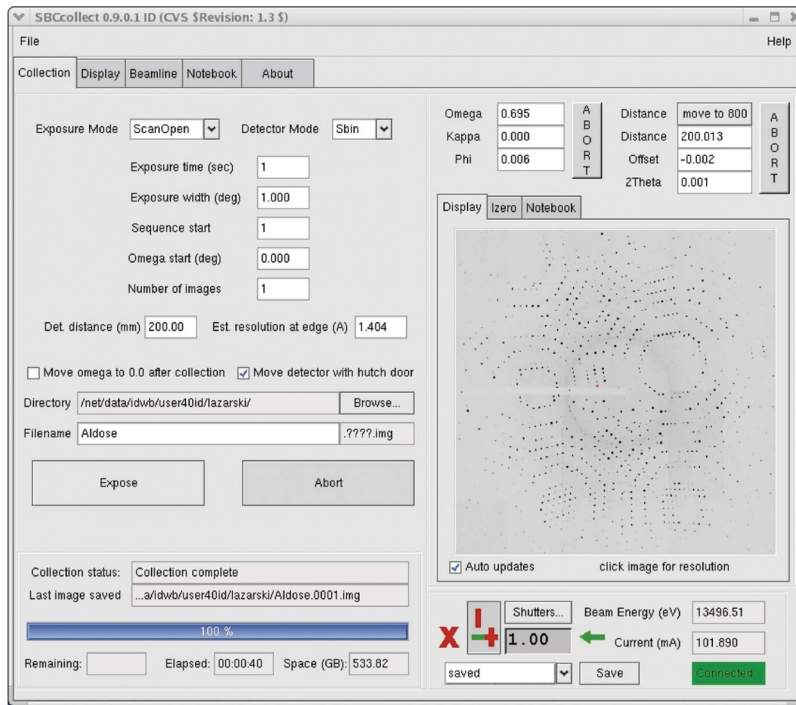 SBCcollect 0.9.0.1 ID (CVS $Revision: 1.3 $)
File Help
Collection Display Beamline Notebook About
Exposure Mode ScanOpen Detector Mode Sbin
Exposure time (sec) 1
Exposure width (deg) 1.000
Sequence start 1
Omega start (deg) 0.000
Number of images 1
Det. distance (mm) 200.00 Est. resolution at edge (A) 1.404
Move omega to 0.0 after collection Move detector with hutch door
Directory /net/data/idwb/user40id/lazarski/ Browse...
Filename Aldose .????.img
Expose Abort
Collection status: Collection complete
Last image saved ...a/idwb/user40id/lazarski/Aldose.0001.img
100 %
Remaining: Elapsed: 00:00:40 Space (GB): 533.82
Omega 0.695
Kappa 0.000
Phi 0.006
ABORT
Distance move to 800
Distance 200.013
Offset -0.002
2Theta 0.001
ABORT
Display Izero Notebook
Auto updates click image for resolution
Shutters... Beam Energy (eV) 13496.51
1.00 Current (mA) 101.890
saved Save Connected